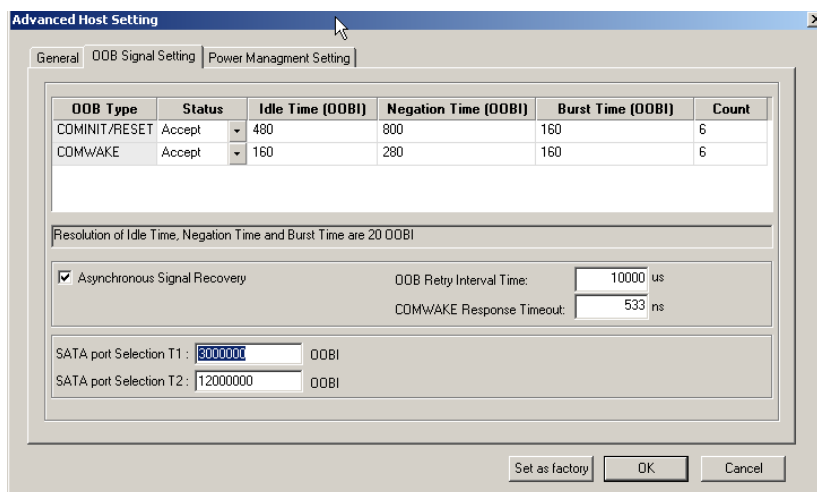 Advanced Host Setting
General OOB Signal Setting Power Managment Setting
OOB Type Status Idle Time (OOBI) Negation Time (OOBI) Burst Time (OOBI) Count
COMINIT/RESET Accept 480 800 160 6
COMWAKE Accept 160 280 160 6
Resolution of Idle Time, Negation Time and Burst Time are 20 OOBI
Asynchronous Signal Recovery OOB Retry Interval Time: 10000 us
COMWAKE Response Timeout: 533 ns
SATA port Selection T1 : 3000000 OOBI
SATA port Selection T2 : 12000000 OOBI
Set as factory OK Cancel